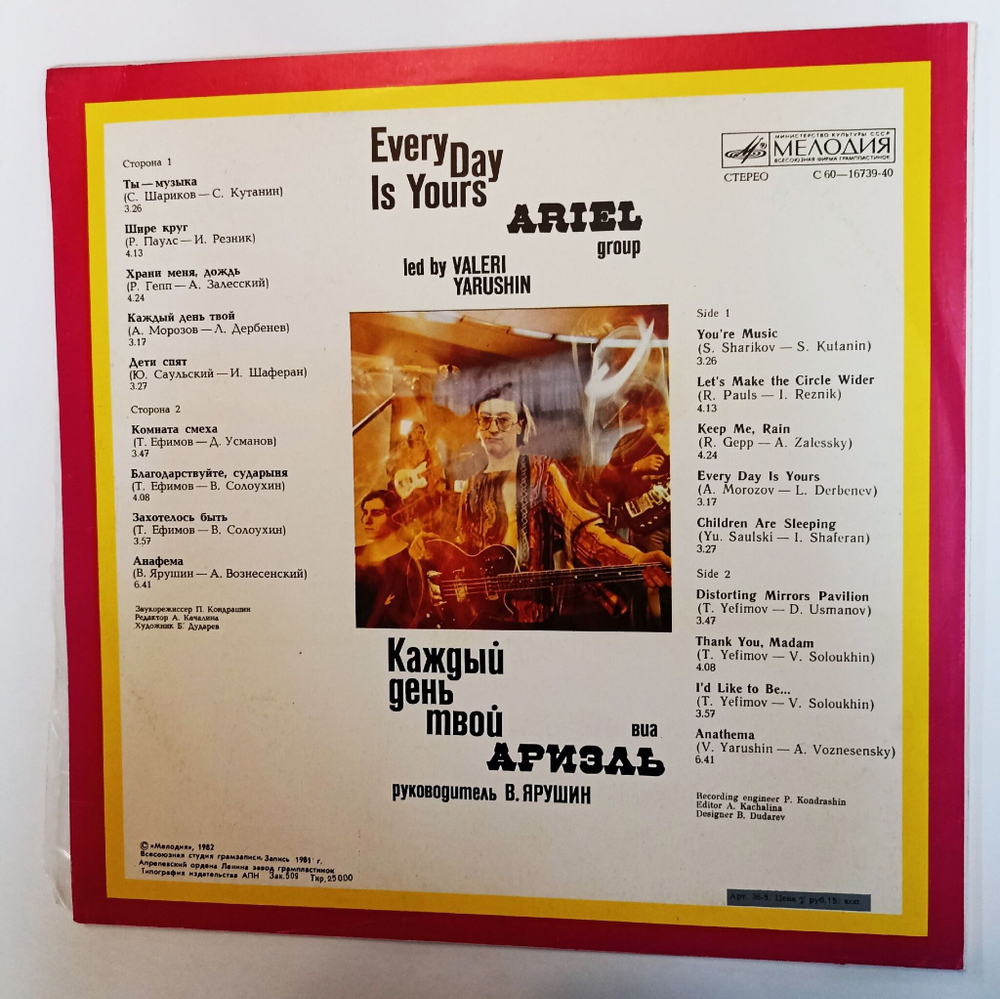 Сторона 1
Ты — музыка
(С. Шариков — С. Кутанин)
3.26
Шире круг
(Р. Паулс — И. Резник)
4.13
Храни меня, дождь
(Р. Гепп — А. Залесский)
4.24
Каждый день твой
(А. Морозов — Л. Дербенев)
3.17
Дети спят
(Ю. Саульский — И. Шаферан)
3.27
Сторона 2
Комната смеха
(Т. Ефимов — Д. Усманов)
3.47
Благодарствуйте, сударыня
(Т. Ефимов — В. Солоухин)
4.08
Захотелось быть
(Т. Ефимов — В. Солоухин)
3.57
Анафема
(В. Ярушин — А. Вознесенский)
6.41
Звукорежиссер П. Кондрашин
Редактор А. Качалина
Художник Б. Дударев
Every Day
Is Yours
ARIEL
group
led by VALERI
YARUSHIN
Каждый
день
твой
виа
АРИЭЛЬ
руководитель В. ЯРУШИН
МИНИСТЕРСТВО КУЛЬТУРЫ СССР
МЕЛОДИЯ
ВСЕСОЮЗНАЯ ФИРМА ГРАМПЛАСТИНОК
СТЕРЕО С 60—16739-40
Side 1
You're Music
(S. Sharikov — S. Kutanin)
3.26
Let's Make the Circle Wider
(R. Pauls — I. Reznik)
4.13
Keep Me, Rain
(R. Gepp — A. Zalessky)
4.24
Every Day Is Yours
(A. Morozov — L. Derbenev)
3.17
Children Are Sleeping
(Yu. Saulski — I. Shaferan)
3.27
Side 2
Distorting Mirrors Pavilion
(T. Yefimov — D. Usmanov)
3.47
Thank You, Madam
(T. Yefimov — V. Soloukhin)
4.08
I'd Like to Be...
(T. Yefimov — V. Soloukhin)
3.57
Anathema
(V. Yarushin — A. Voznesensky)
6.41
Recording engineer P. Kondrashin
Editor A. Kachalina
Designer B. Dudarev
© «Мелодия», 1982
Всесоюзная студия грамзаписи. Запись 1981 г.
Апрелевский ордена Ленина завод грампластинок
Типография издательства АПН Зак. 509 Тир. 25 000
Арт. Цена 2 руб. 15 коп.